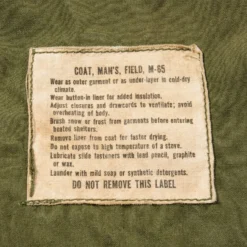 COAT, MAN'S, FIELD, M-65
Wear as outer garment or as under-layer in cold-dry
climate.
Wear button-in liner for added insulation.
Adjust closures and drawcords to ventilate; avoid
overheating of body.
Brush snow or frost from garments before entering
heated shelters.
Remove liner from coat for faster drying.
Do not expose to high temperature of a stove.
Lubricate slide fasteners with lead pencil, graphite
or wax.
Launder with mild soap or synthetic detergents.
DO NOT REMOVE THIS LABEL